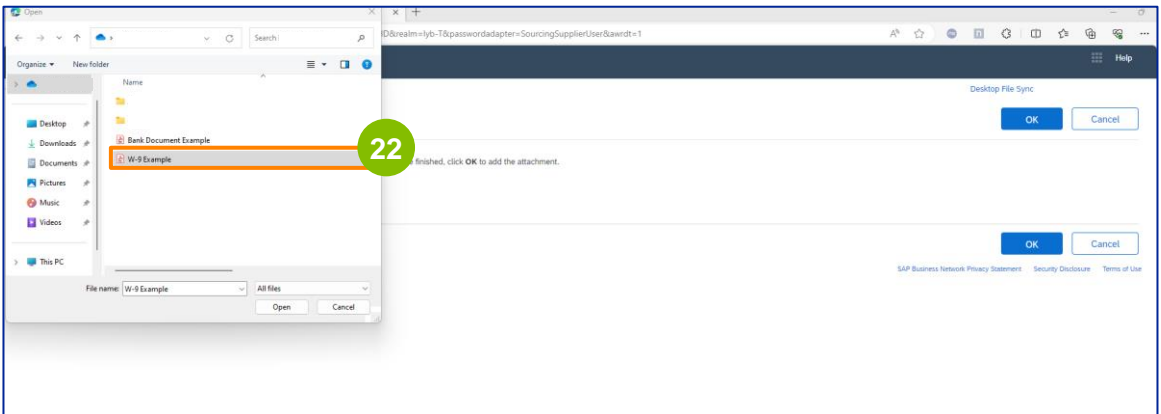 Open
ID&realm=lyb-T&passwordadapter=SourcingSupplierUser&awrdt=1
Search
Organize
New folder
Help
Name
Desktop File Sync
Desktop
OK
Cancel
Downloads
Bank Document Example
Documents
W-9 Example
22
finished, click OK to add the attachment.
Pictures
Music
Videos
OK
Cancel
This PC
SAP Business Network Privacy Statement
Security Disclosure
Terms of Use
File name:
W-9 Example
All files
Open
Cancel